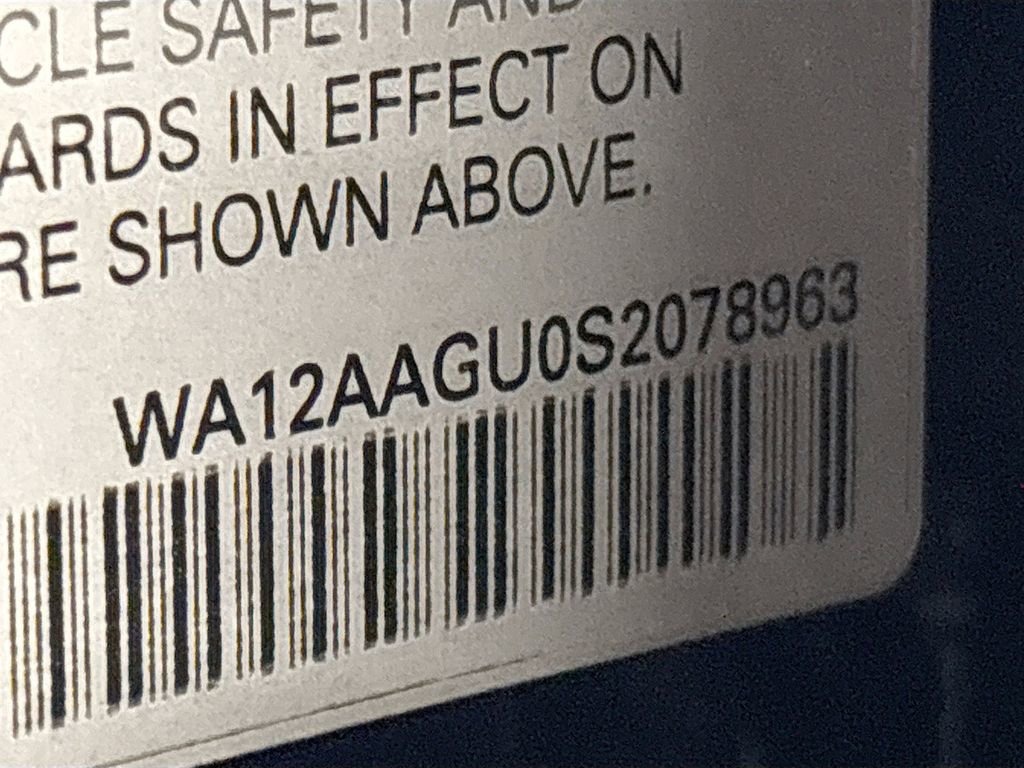 CLE SAFETY AND
ARDS IN EFFECT ON
RE SHOWN ABOVE.
WA12AAGU0S2078963